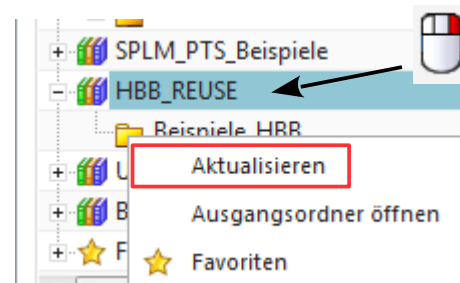 SPLM_PTS_Beispiele
HBB_REUSE
Beispiele_HBB
U
Aktualisieren
B
Ausgangsordner öffnen
F
Favoriten